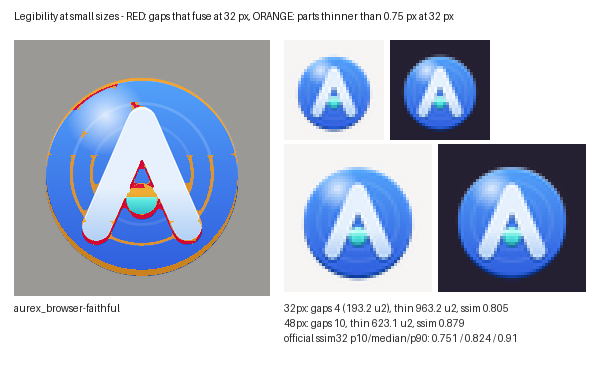 Legibility at small sizes - RED: gaps that fuse at 32 px, ORANGE: parts thinner than 0.75 px at 32 px
A
A
A
A
A
aurex_browser-faithful
32px: gaps 4 (193.2 u2), thin 963.2 u2, ssim 0.805
48px: gaps 10, thin 623.1 u2, ssim 0.879
official ssim32 p10/median/p90: 0.751 / 0.824 / 0.91